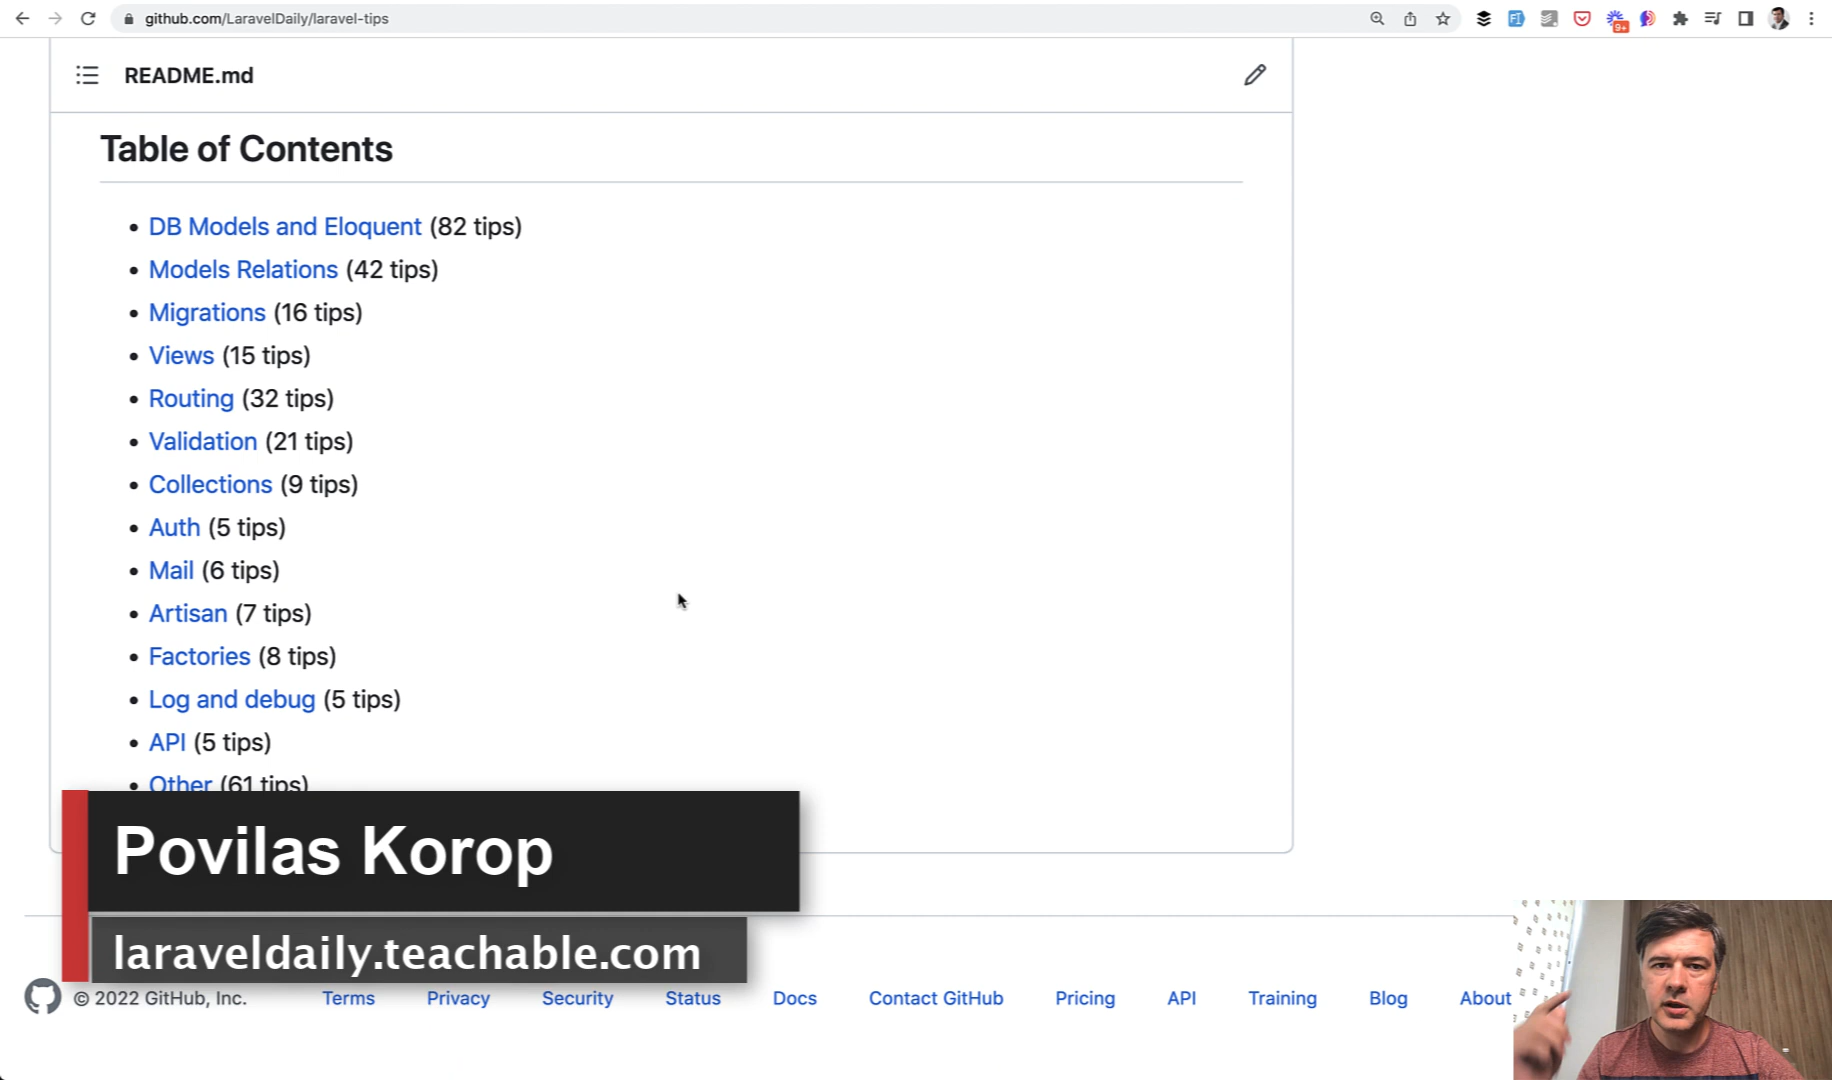 github.com/LaravelDaily/laravel-tips
9+
README.md
Table of Contents
DB Models and Eloquent (82 tips)
Models Relations (42 tips)
Migrations (16 tips)
Views (15 tips)
Routing (32 tips)
Validation (21 tips)
Collections (9 tips)
Auth (5 tips)
Mail (6 tips)
Artisan (7 tips)
Factories (8 tips)
Log and debug (5 tips)
API (5 tips)
Other (61 tips)
Povilas Korop
laraveldaily.teachable.com
© 2022 GitHub, Inc. Terms Privacy Security Status Docs Contact GitHub Pricing API Training Blog About